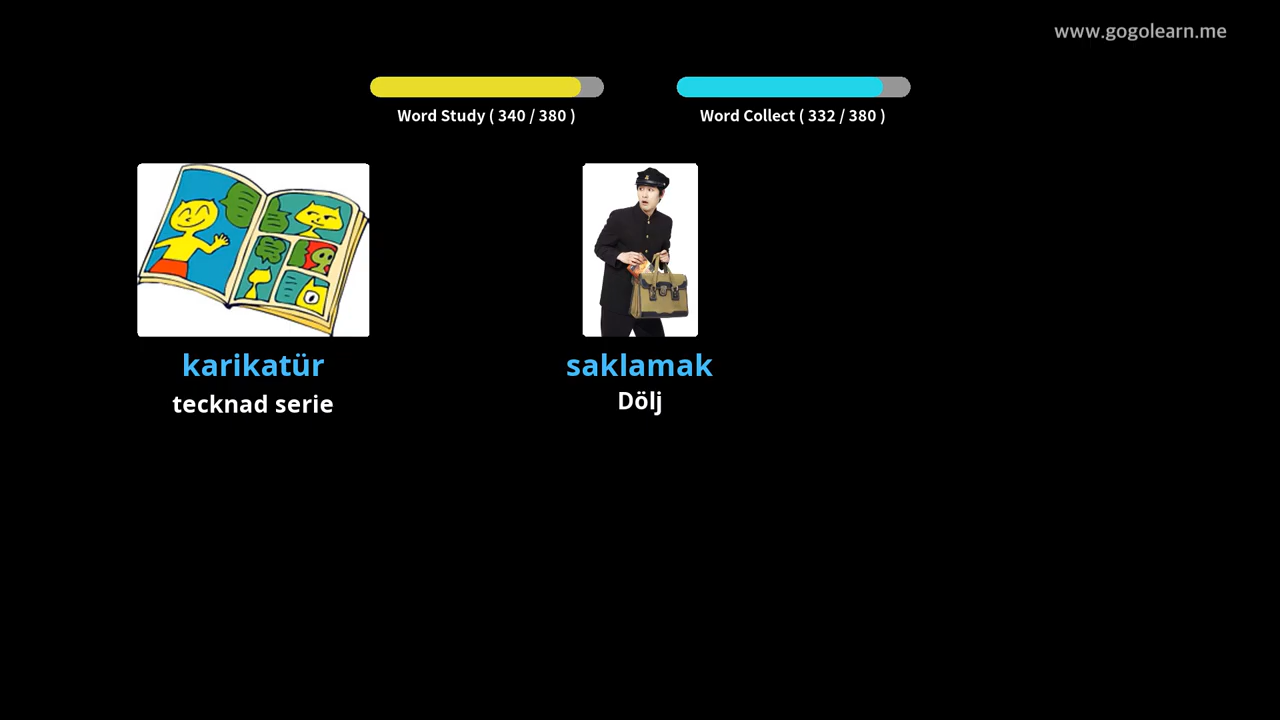 www.gogolearn.me
Word Study ( 340 / 380 )
Word Collect ( 332 / 380 )
karikatür
tecknad serie
saklamak
Dölj